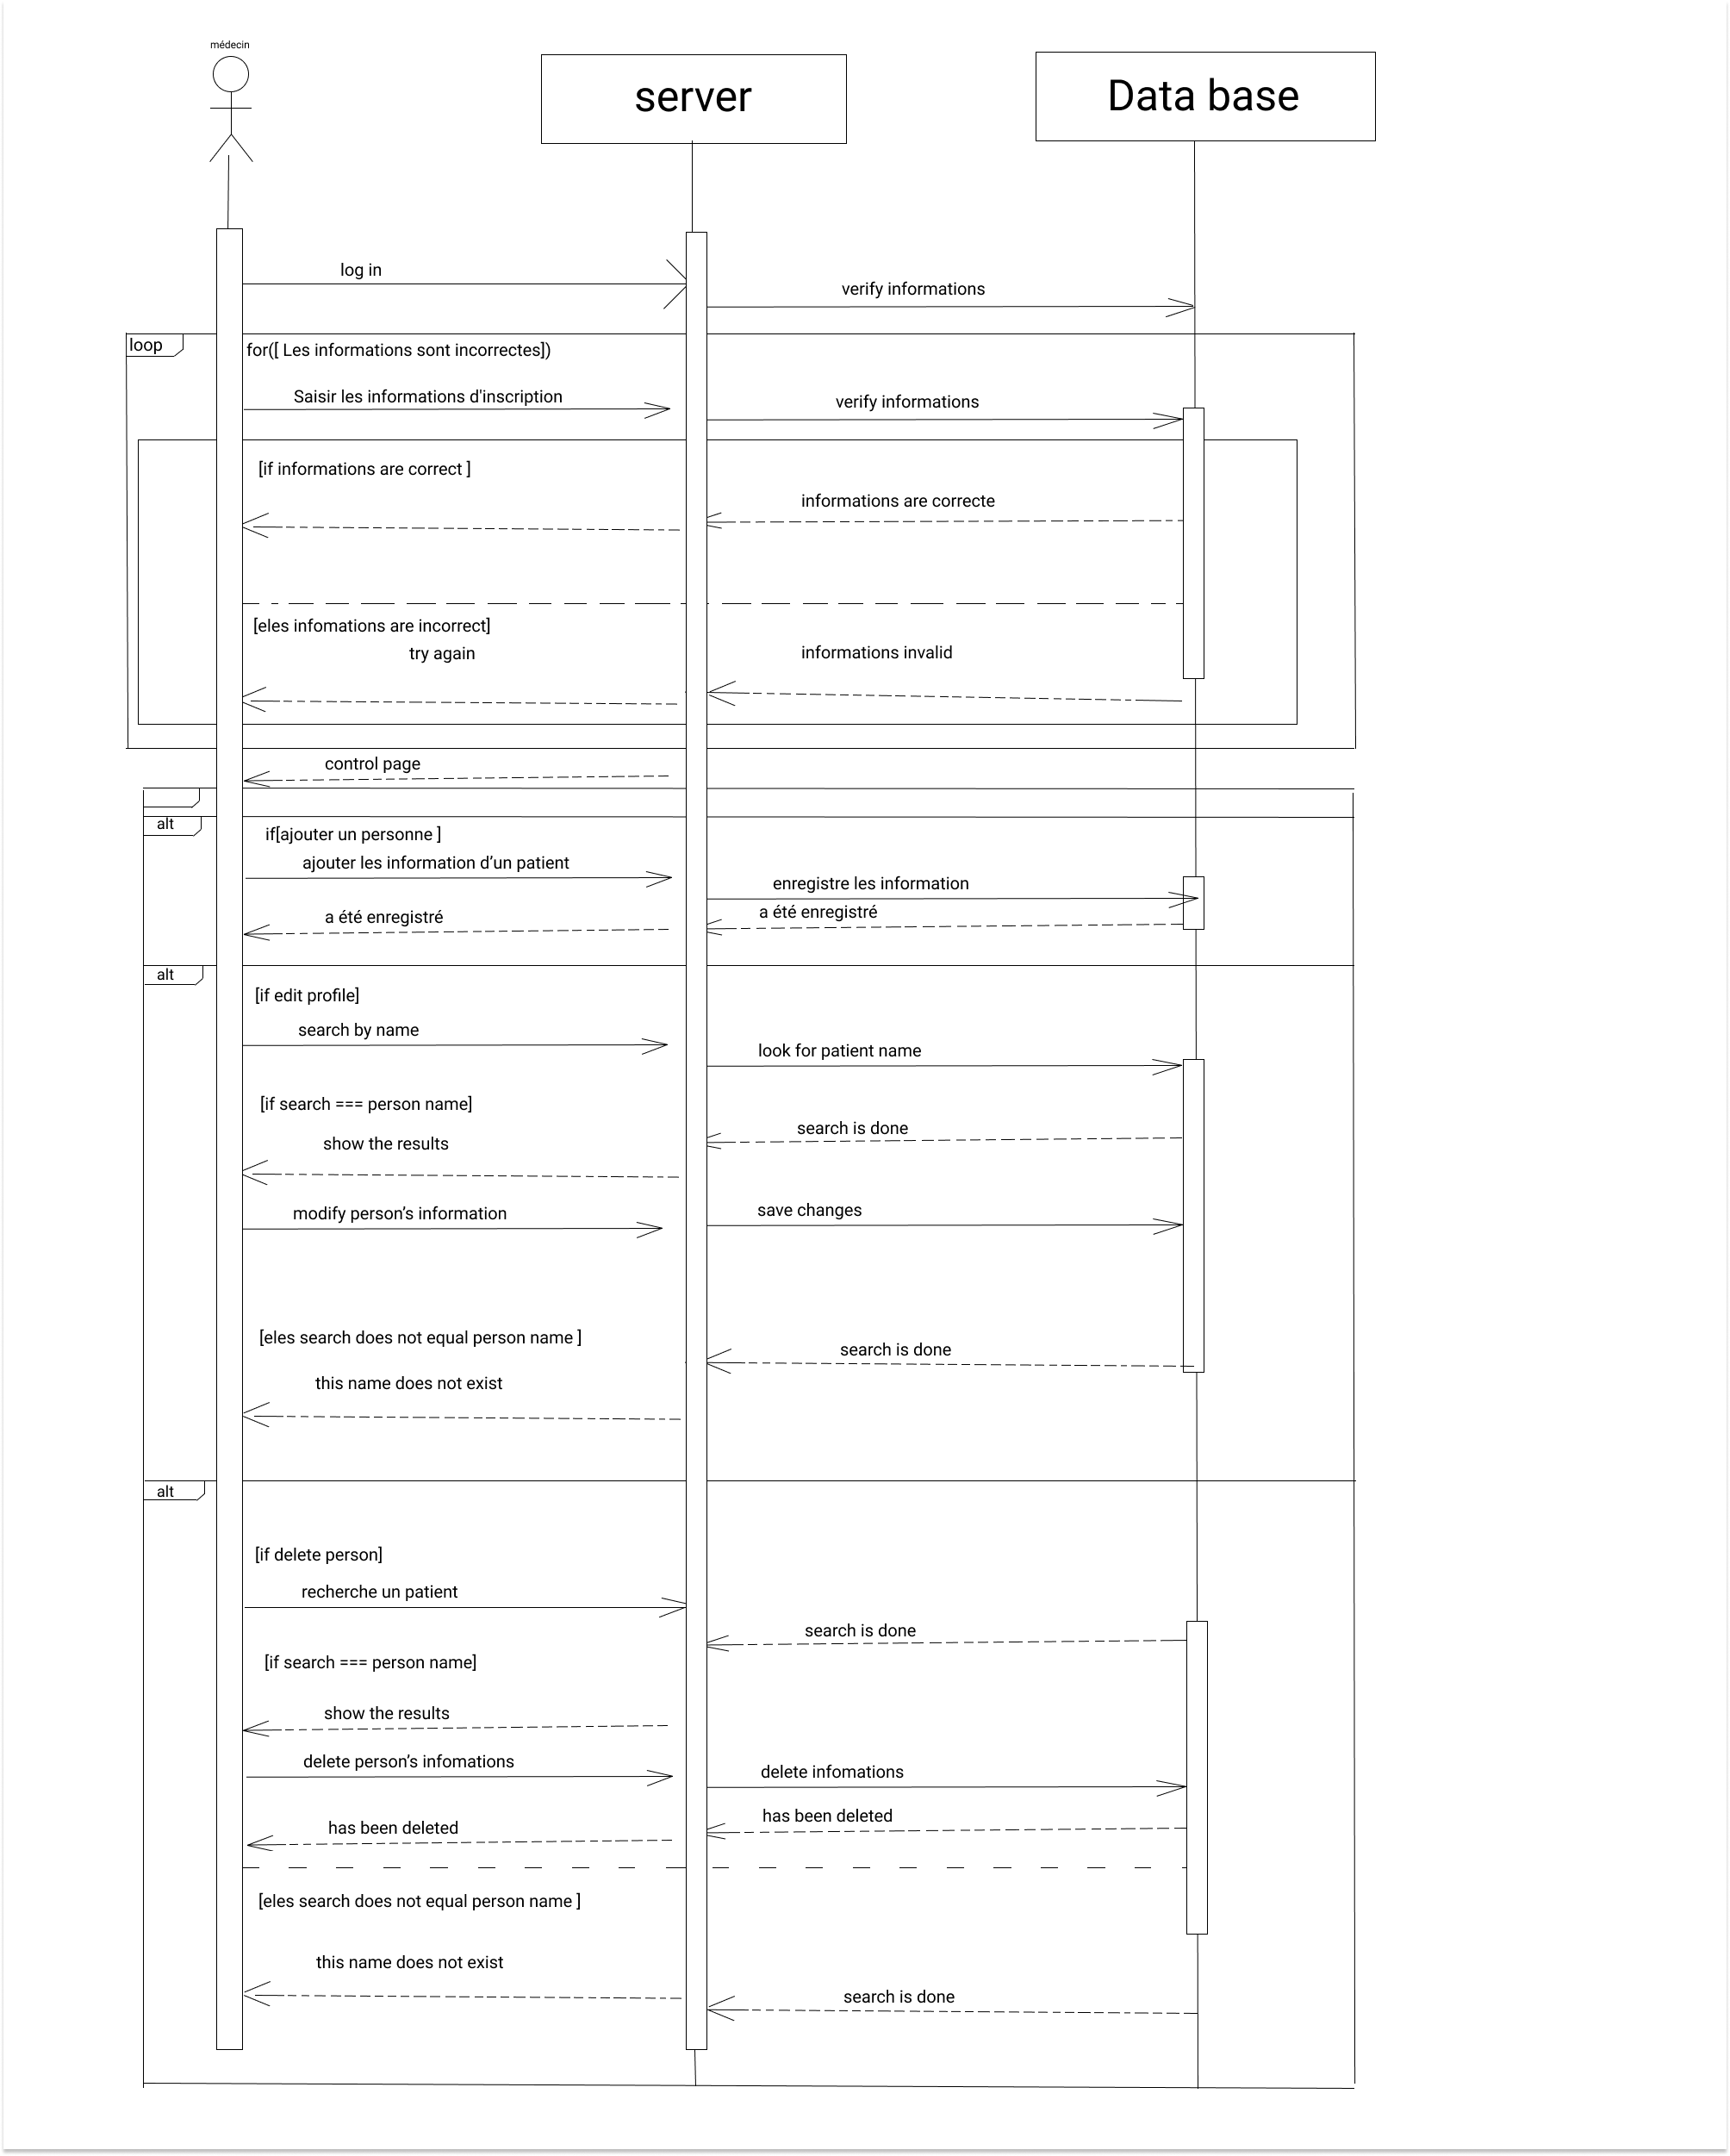 médecin
server
Data base
log in
verify informations
loop
for([ Les informations sont incorrectes])
Saisir les informations d'inscription
verify informations
[if informations are correct ]
informations are correcte
[eles infomations are incorrect]
try again
informations invalid
control page
alt
if[ajouter un personne ]
ajouter les information d’un patient
enregistre les information
a été enregistré
a été enregistré
alt
[if edit profile]
search by name
look for patient name
[if search === person name]
search is done
show the results
modify person’s information
save changes
[eles search does not equal person name ]
search is done
this name does not exist
alt
[if delete person]
recherche un patient
search is done
[if search === person name]
show the results
delete person’s infomations
delete infomations
has been deleted
has been deleted
[eles search does not equal person name ]
this name does not exist
search is done